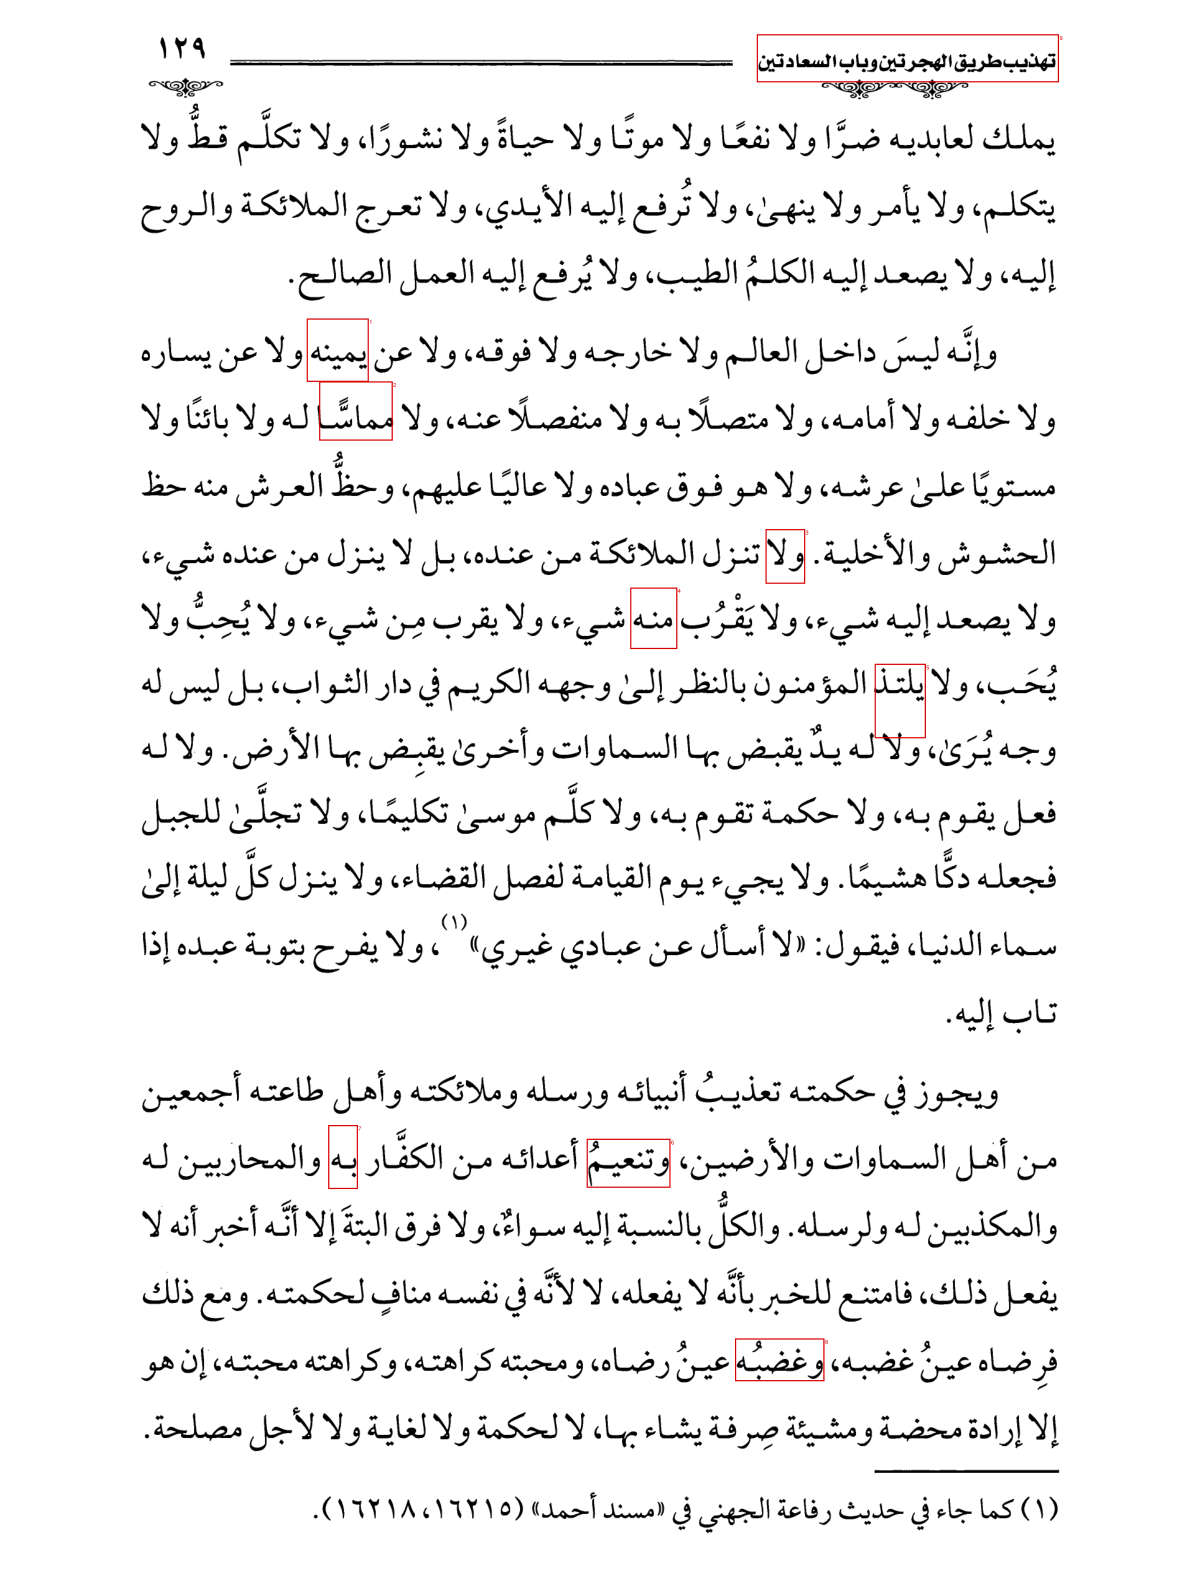 تهذيب طريق الهجرتين وباب السعادتين ١٢٩
يملك لعابديه ضرًّا ولا نفعًا ولا موتًا ولا حياةً ولا نشورًا، ولا تكلَّم قطُّ ولا
يتكلم، ولا يأمر ولا ينهىٰ، ولا تُرفع إليه الأيدي، ولا تعرج الملائكة والروح
إليه، ولا يصعد إليه الكلمُ الطيب، ولا يُرفع إليه العمل الصالح.
وإنَّه ليسَ داخل العالم ولا خارجه ولا فوقه، ولا عن يمينه ولا عن يساره
ولا خلفه ولا أمامه، ولا متصلًا به ولا منفصلًا عنه، ولا مماسًّا له ولا بائنًا ولا
مستويًا علىٰ عرشه، ولا هو فوق عباده ولا عاليًا عليهم، وحظُّ العرش منه حظ
الحشوش والأخلية. ولا تنزل الملائكة من عنده، بل لا ينزل من عنده شيء،
ولا يصعد إليه شيء، ولا يَقْرُب منه شيء، ولا يقرب مِن شيء، ولا يُحِبُّ ولا
يُحَب، ولا يلتذ المؤمنون بالنظر إلىٰ وجهه الكريم في دار الثواب، بل ليس له
وجه يُرَىٰ، ولا له يدٌ يقبض بها السماوات وأخرىٰ يقبِض بها الأرض. ولا له
فعل يقوم به، ولا حكمة تقوم به، ولا كلَّم موسىٰ تكليمًا، ولا تجلَّىٰ للجبل
فجعله دكًّا هشيمًا. ولا يجيء يوم القيامة لفصل القضاء، ولا ينزل كلَّ ليلة إلىٰ
سماء الدنيا، فيقول: «لا أسأل عن عبادي غيري»(١)، ولا يفرح بتوبة عبده إذا
تاب إليه.
ويجوز في حكمته تعذيبُ أنبيائه ورسله وملائكته وأهل طاعته أجمعين
من أهل السماوات والأرضين، وتنعيمُ أعدائه من الكفَّار به والمحاربين له
والمكذبين له ولرسله. والكلُّ بالنسبة إليه سواءٌ، ولا فرق البتةَ إلا أنَّه أخبر أنه لا
يفعل ذلك، فامتنع للخبر بأنَّه لا يفعله، لا لأنَّه في نفسه منافٍ لحكمته. ومع ذلك
فرِضاه عينُ غضبه، وغضبُه عينُ رضاه، ومحبته كراهته، وكراهته محبته، إن هو
إلا إرادة محضة ومشيئة صِرفة يشاء بها، لا لحكمة ولا لغاية ولا لأجل مصلحة.
(١) كما جاء في حديث رفاعة الجهني في «مسند أحمد» (١٦٢١٥، ١٦٢١٨).